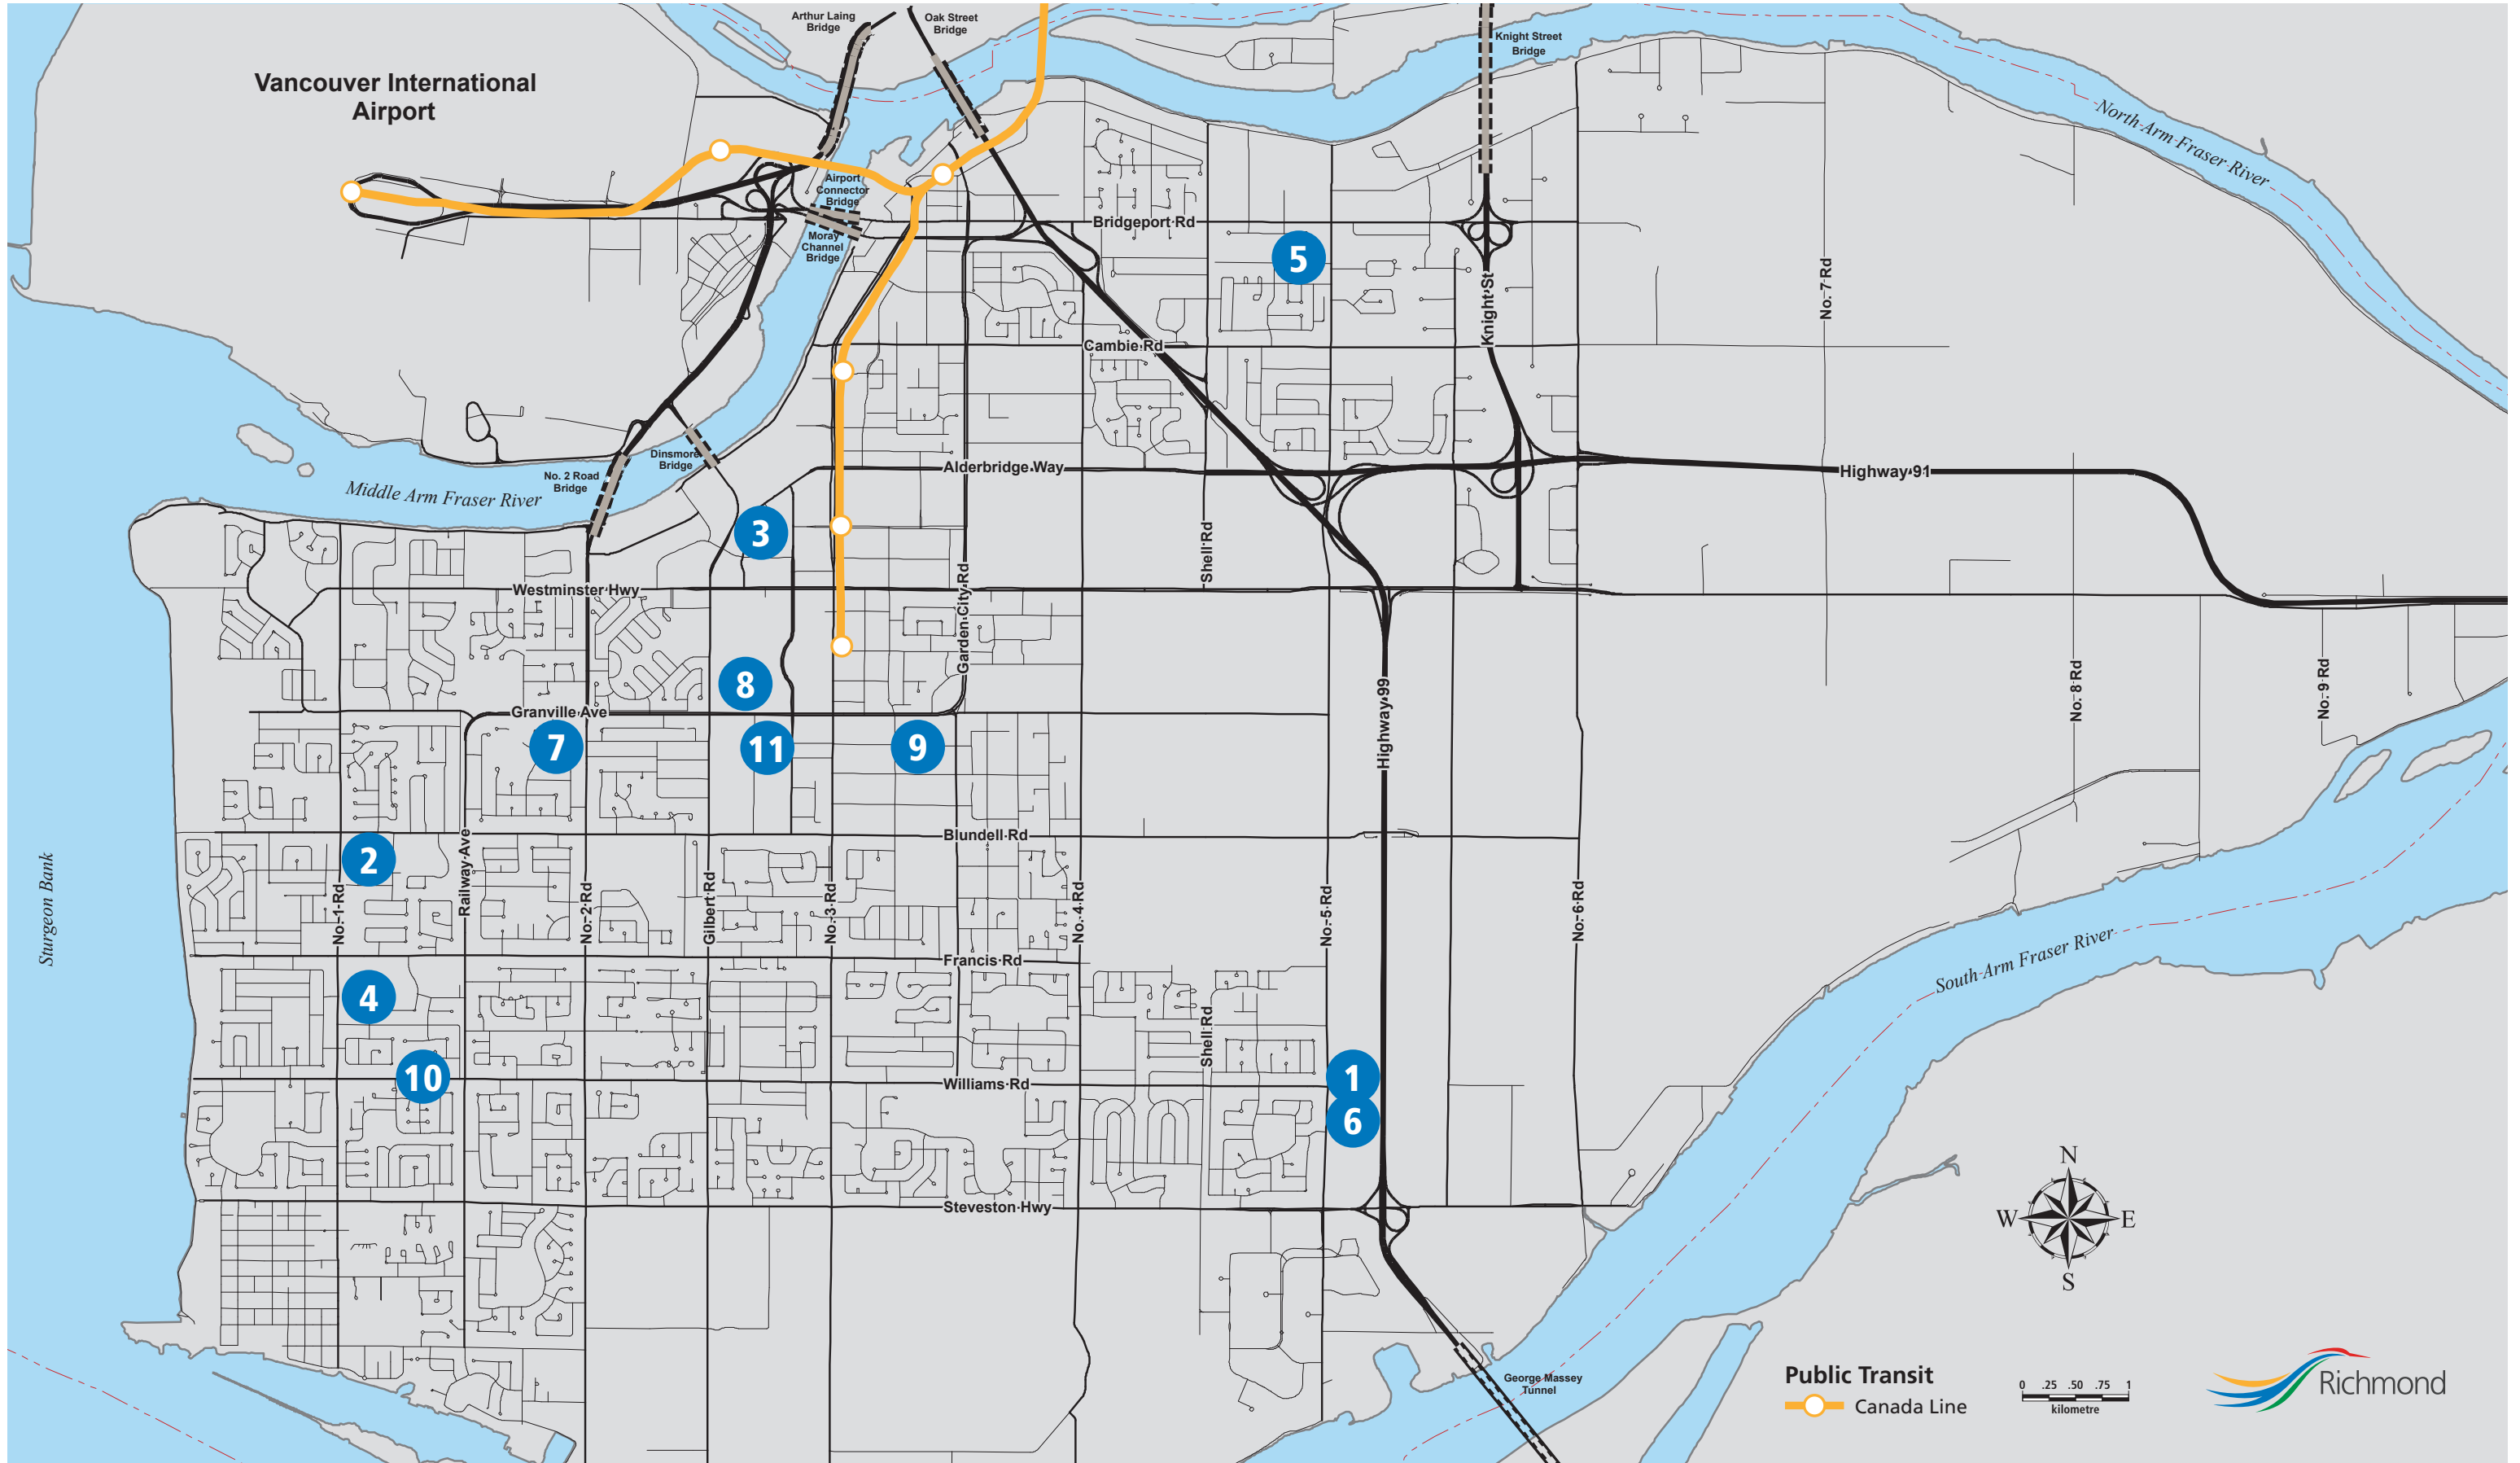 Arthur Laing
Bridge
Oak Street
Bridge
Knight Street
Bridge
Vancouver International
Airport
North Arm Fraser River
Airport
Connector
Bridge
Moray
Channel
Bridge
Bridgeport Rd
5
Knight St
No. 7 Rd
Cambie Rd
Dinsmore
Bridge
No. 2 Road
Bridge
Alderbridge Way
Highway 91
Middle Arm Fraser River
3
Shell Rd
Westminster Hwy
Garden City Rd
8
Highway 99
No. 8 Rd
No. 9 Rd
Granville Ave
7
11
9
Blundell Rd
2
Railway Ave
Sturgeon Bank
No. 1 Rd
No. 2 Rd
Gilbert Rd
No. 3 Rd
No. 4 Rd
No. 5 Rd
No. 6 Rd
Francis Rd
South Arm Fraser River
4
Shell Rd
10
Williams Rd
1
6
Steveston Hwy
N
W
E
S
George Massey
Tunnel
Public Transit
Canada Line
0 .25 .50 .75 1
kilometre
Richmond